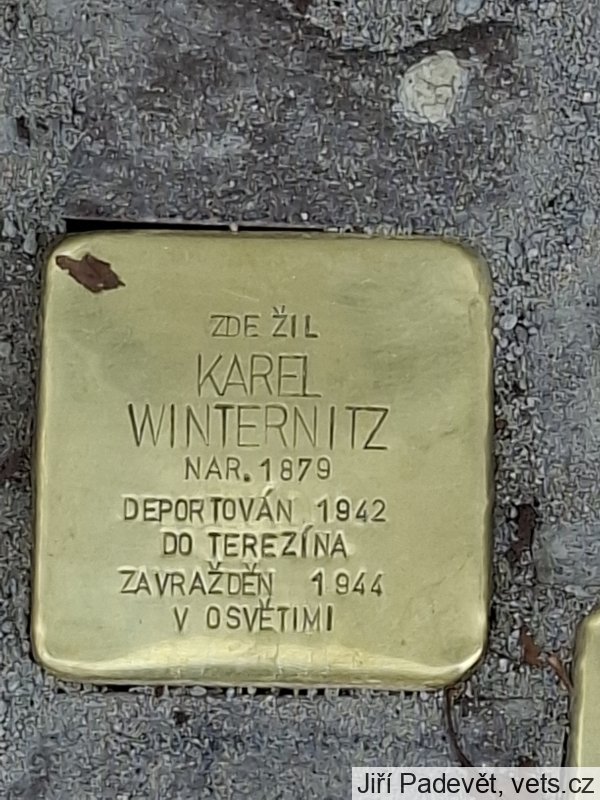 ZDE ŽIL
KAREL
WINTERNITZ
NAR. 1879
DEPORTOVÁN 1942
DO TEREZÍNA
ZAVRAŽDĚN 1944
V OSVĚTIMI
Jiří Padevět, vets.cz